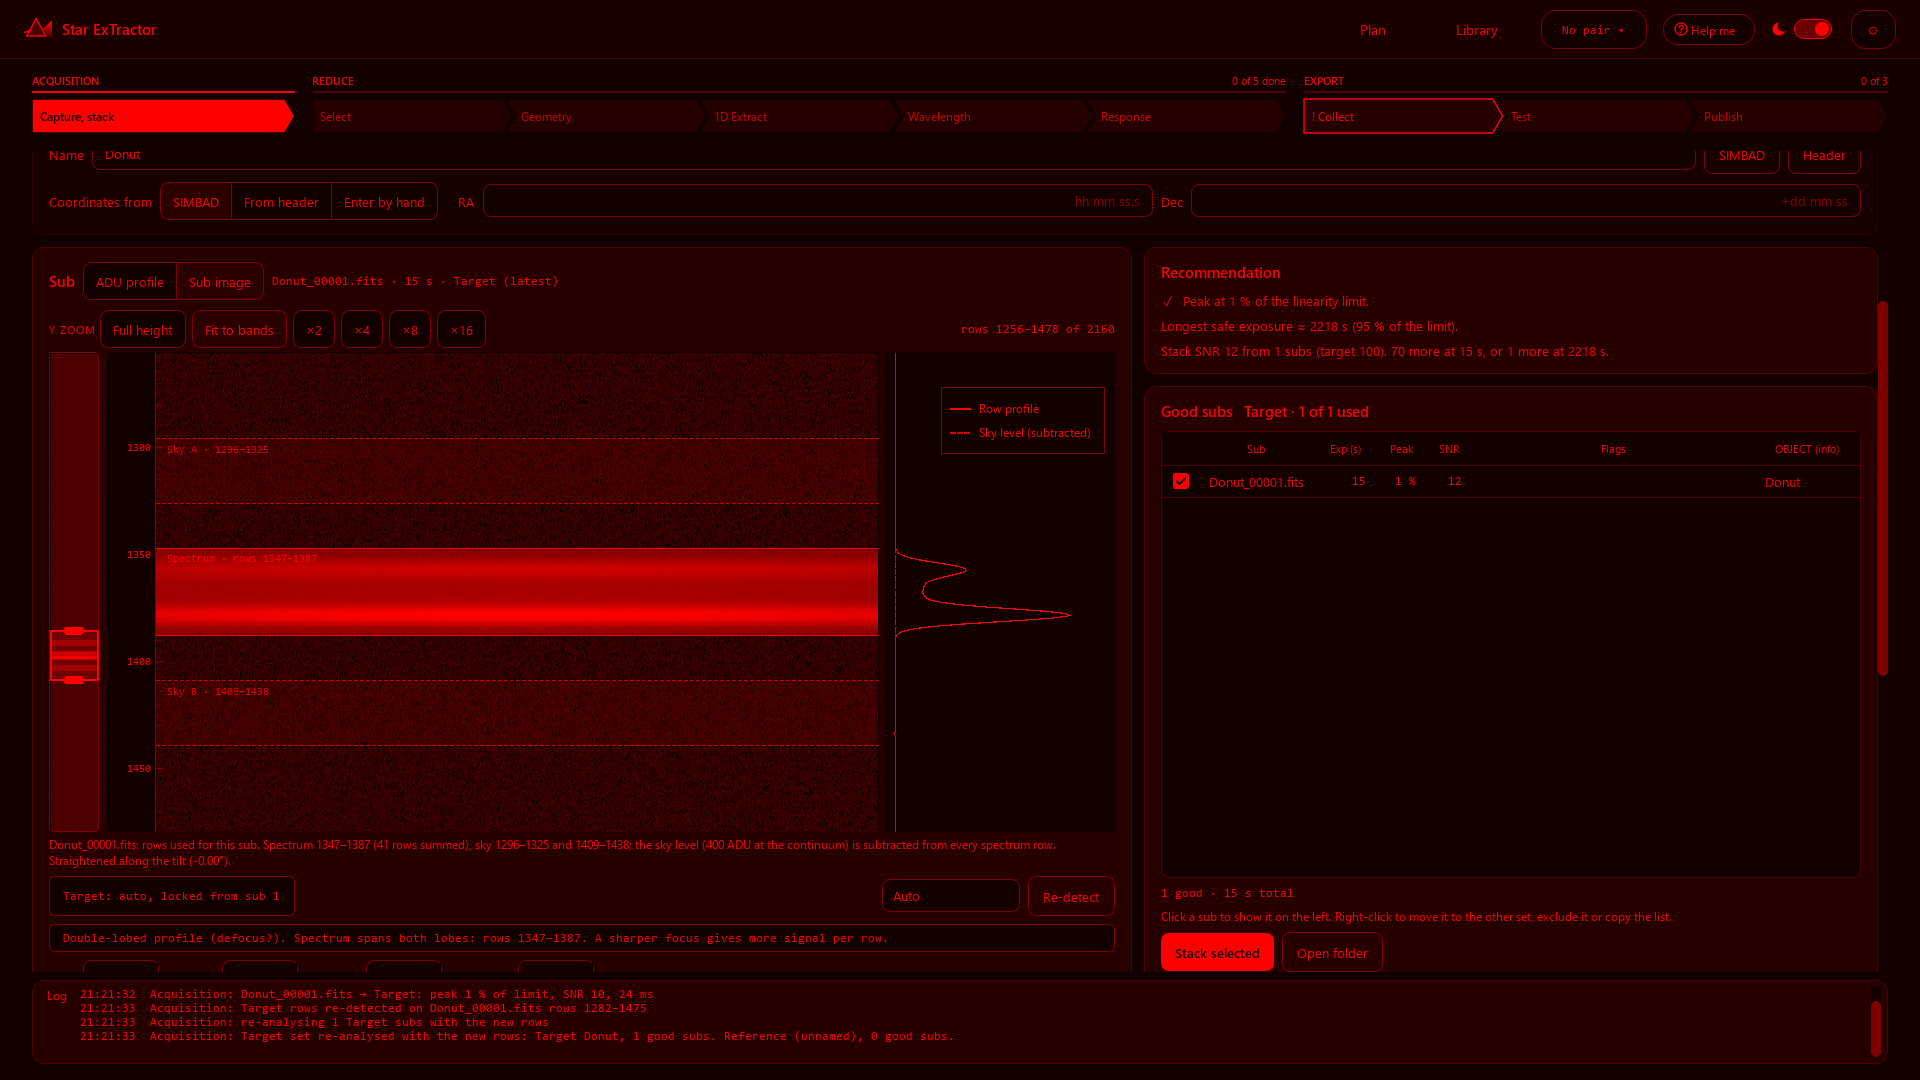 Star ExTractor
Plan
Library
No pair ▾
Help me
ACQUISITION
REDUCE
0 of 5 done
EXPORT
0 of 3
Capture, stack
Select
Geometry
1D Extract
Wavelength
Response
! Collect
Test
Publish
Name
Donut
SIMBAD
Header
Coordinates from
SIMBAD
From header
Enter by hand
RA
hh mm ss.s
Dec
+dd mm ss
Sub
ADU profile
Sub image
Donut_00001.fits · 15 s · Target (latest)
Y ZOOM
Full height
Fit to bands
×2
×4
×8
×16
rows 1256–1478 of 2160
Row profile
Sky level (subtracted)
1300
Sky A · 1296–1325
1350
Spectrum · rows 1347–1387
1400
Sky B · 1409–1438
1450
Donut_00001.fits: rows used for this sub. Spectrum 1347–1387 (41 rows summed), sky 1296–1325 and 1409–1438; the sky level (400 ADU at the continuum) is subtracted from every spectrum row.
Straightened along the tilt (-0.00°).
Target: auto, locked from sub 1
Auto
Re-detect
Double-lobed profile (defocus?). Spectrum spans both lobes: rows 1347–1387. A sharper focus gives more signal per row.
Recommendation
✓ Peak at 1 % of the linearity limit.
Longest safe exposure ≈ 2218 s (95 % of the limit).
Stack SNR 12 from 1 subs (target 100). 70 more at 15 s, or 1 more at 2218 s.
Good subs Target · 1 of 1 used
Sub
Exp (s)
Peak
SNR
Flags
OBJECT (info)
Donut_00001.fits
15
1 %
12
Donut
1 good · 15 s total
Click a sub to show it on the left. Right-click to move it to the other set, exclude it or copy the list.
Stack selected
Open folder
Log
21:21:32 Acquisition: Donut_00001.fits → Target: peak 1 % of limit, SNR 10, 24 ms
21:21:33 Acquisition: Target rows re-detected on Donut_00001.fits rows 1282–1475
21:21:33 Acquisition: re-analysing 1 Target subs with the new rows
21:21:33 Acquisition: Target set re-analysed with the new rows: Target Donut, 1 good subs. Reference (unnamed), 0 good subs.